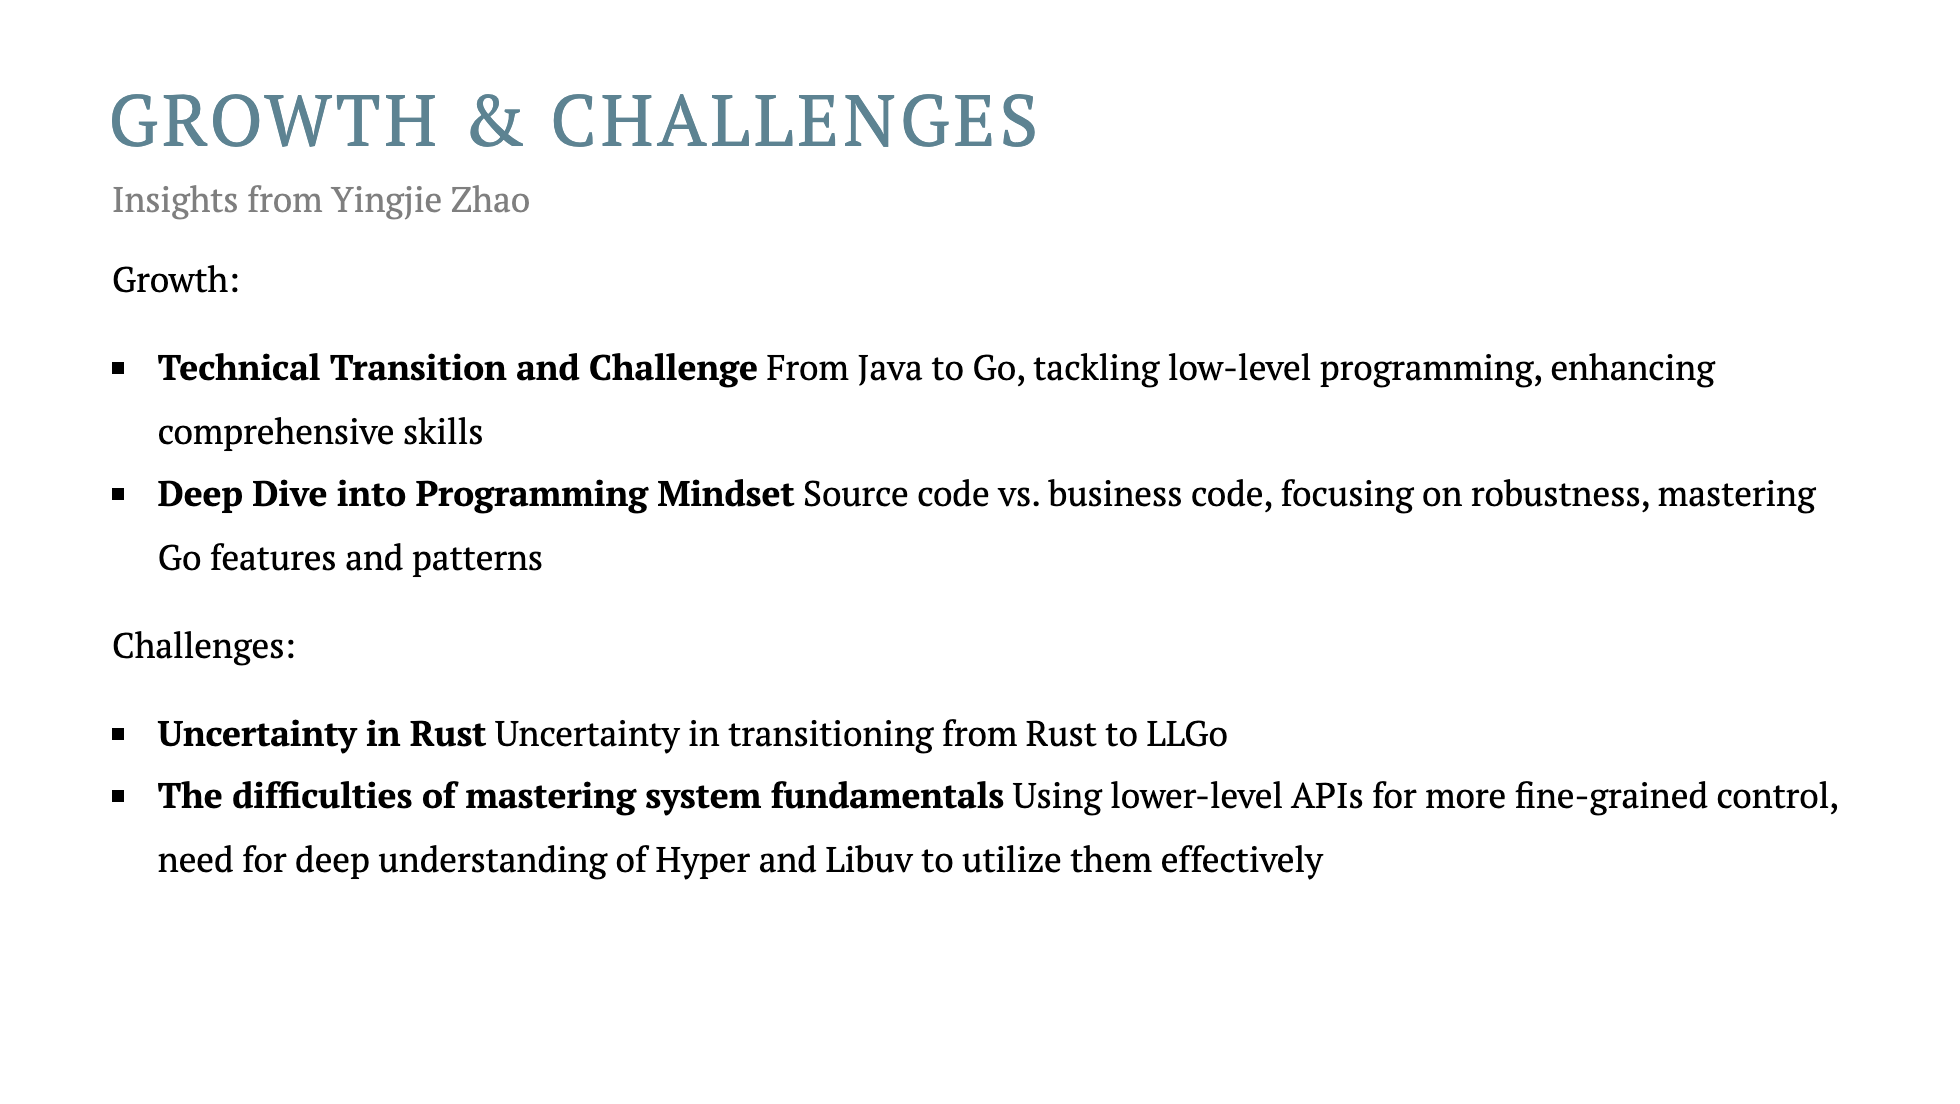 GROWTH & CHALLENGES
Insights from Yingjie Zhao
Growth:
▪ Technical Transition and Challenge From Java to Go, tackling low-level programming, enhancing
comprehensive skills
▪ Deep Dive into Programming Mindset Source code vs. business code, focusing on robustness, mastering
Go features and patterns
Challenges:
▪ Uncertainty in Rust Uncertainty in transitioning from Rust to LLGo
▪ The difficulties of mastering system fundamentals Using lower-level APIs for more fine-grained control,
need for deep understanding of Hyper and Libuv to utilize them effectively